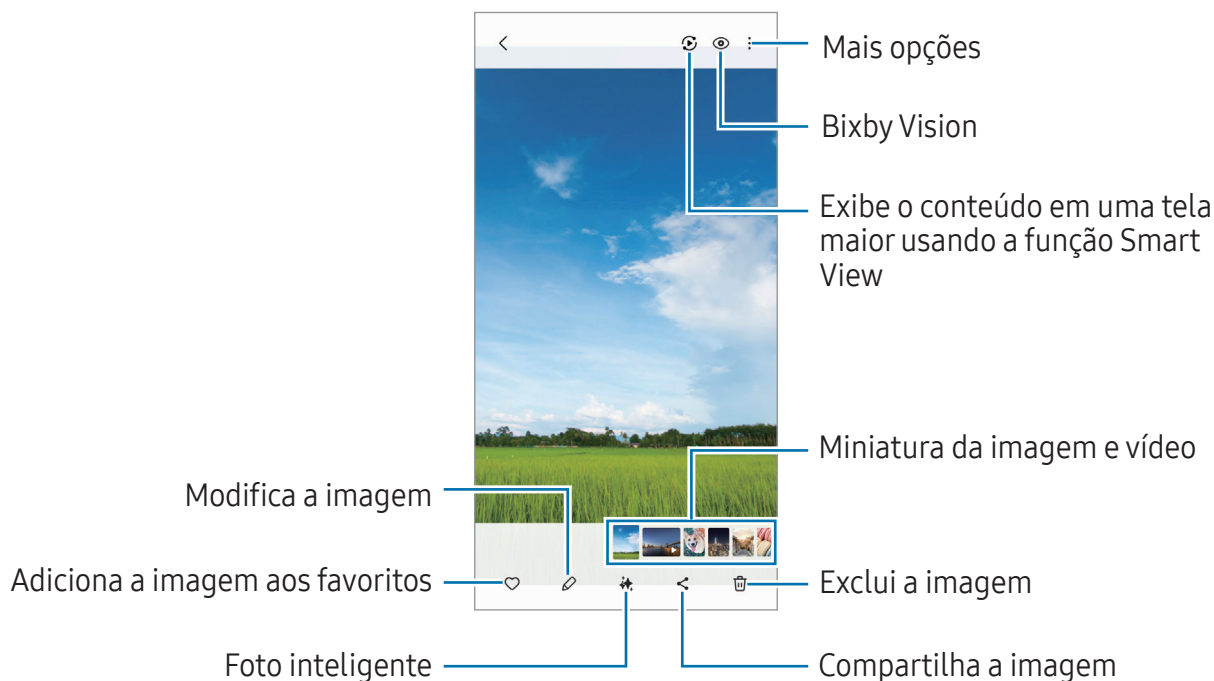 Mais opções
Bixby Vision
Exibe o conteúdo em uma tela
maior usando a função Smart
View
Miniatura da imagem e vídeo
Modifica a imagem
Adiciona a imagem aos favoritos
Exclui a imagem
Foto inteligente
Compartilha a imagem